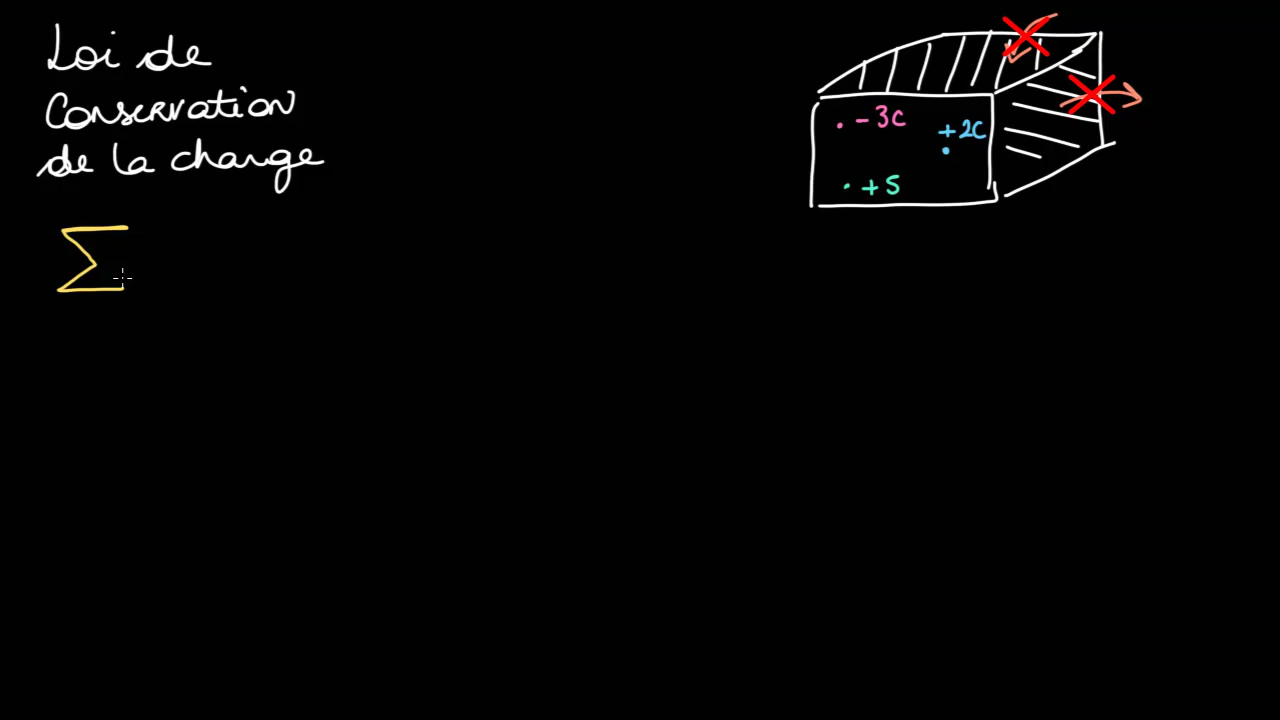 Loi de
Conservation
de la charge
∑
- 3C
+ 2C
+ 5